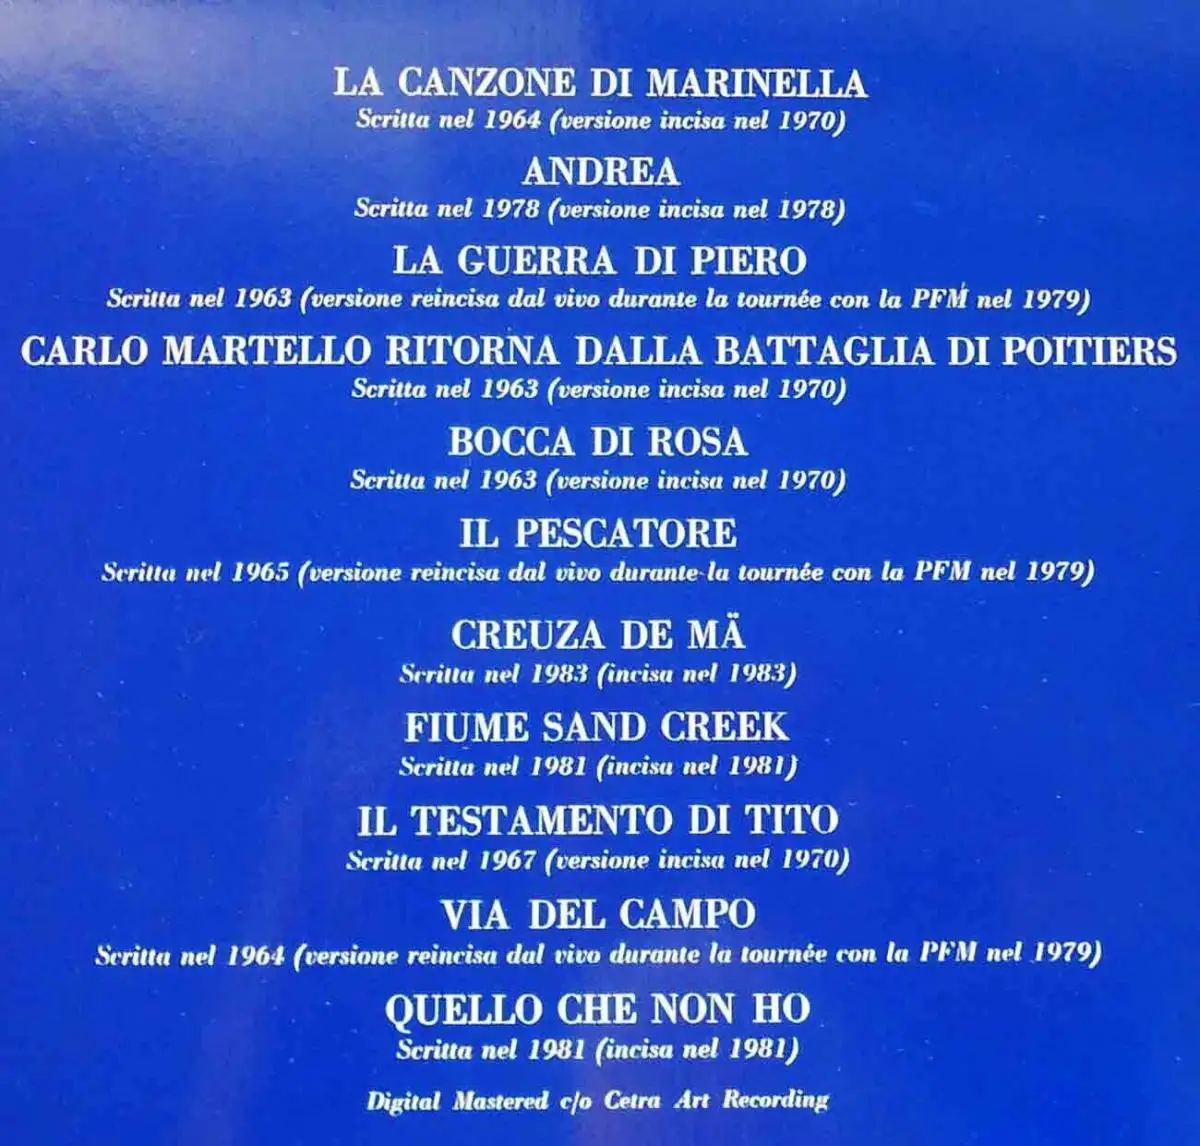 LA CANZONE DI MARINELLA
Scritta nel 1964 (versione incisa nel 1970)
ANDREA
Scritta nel 1978 (versione incisa nel 1978)
LA GUERRA DI PIERO
Scritta nel 1963 (versione reincisa dal vivo durante la tournée con la PFM nel 1979)
CARLO MARTELLO RITORNA DALLA BATTAGLIA DI POITIERS
Scritta nel 1963 (versione incisa nel 1970)
BOCCA DI ROSA
Scritta nel 1963 (versione incisa nel 1970)
IL PESCATORE
Scritta nel 1965 (versione reincisa dal vivo durante la tournée con la PFM nel 1979)
CREUZA DE MÄ
Scritta nel 1983 (incisa nel 1983)
FIUME SAND CREEK
Scritta nel 1981 (incisa nel 1981)
IL TESTAMENTO DI TITO
Scritta nel 1967 (versione incisa nel 1970)
VIA DEL CAMPO
Scritta nel 1964 (versione reincisa dal vivo durante la tournée con la PFM nel 1979)
QUELLO CHE NON HO
Scritta nel 1981 (incisa nel 1981)
Digital Mastered c/o Cetra Art Recording